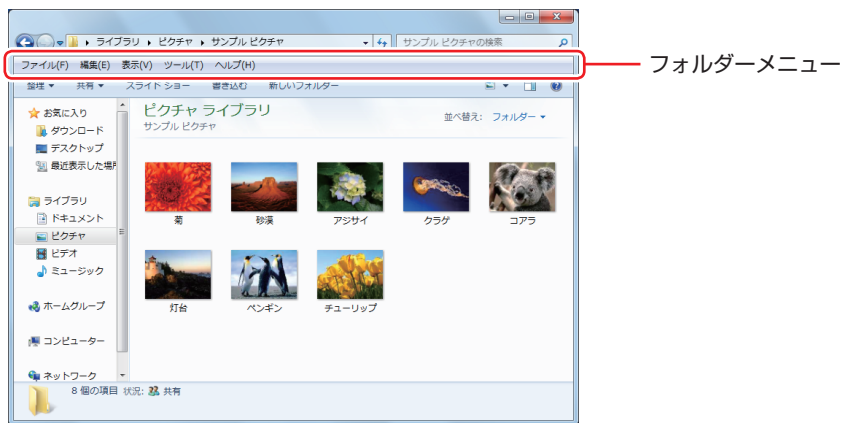 ライブラリ ▸ ピクチャ ▸ サンプル ピクチャ
サンプル ピクチャの検索
ファイル(F) 編集(E) 表示(V) ツール(T) ヘルプ(H)
フォルダーメニュー
整理 共有 スライド ショー 書き込む 新しいフォルダー
お気に入り
ダウンロード
デスクトップ
最近表示した場所
ライブラリ
ドキュメント
ピクチャ
ビデオ
ミュージック
ホームグループ
コンピューター
ネットワーク
ピクチャ ライブラリ
サンプル ピクチャ
並べ替え: フォルダー
菊
砂漠
アジサイ
クラゲ
コアラ
灯台
ペンギン
チューリップ
8 個の項目 状況: 共有